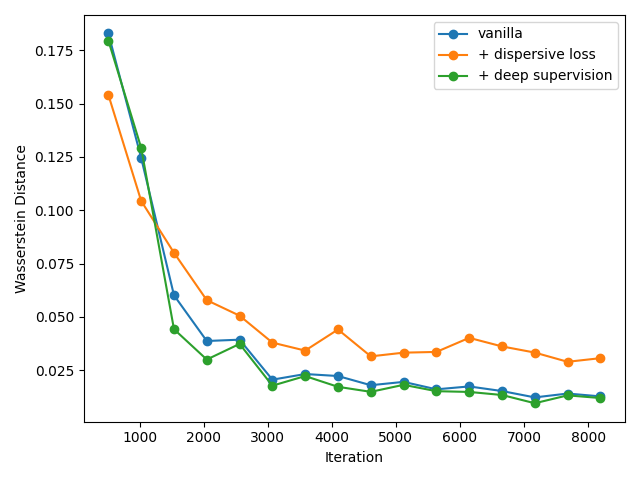 vanilla
+ dispersive loss
+ deep supervision
Wasserstein Distance
0.175
0.150
0.125
0.100
0.075
0.050
0.025
1000 2000 3000 4000 5000 6000 7000 8000
Iteration